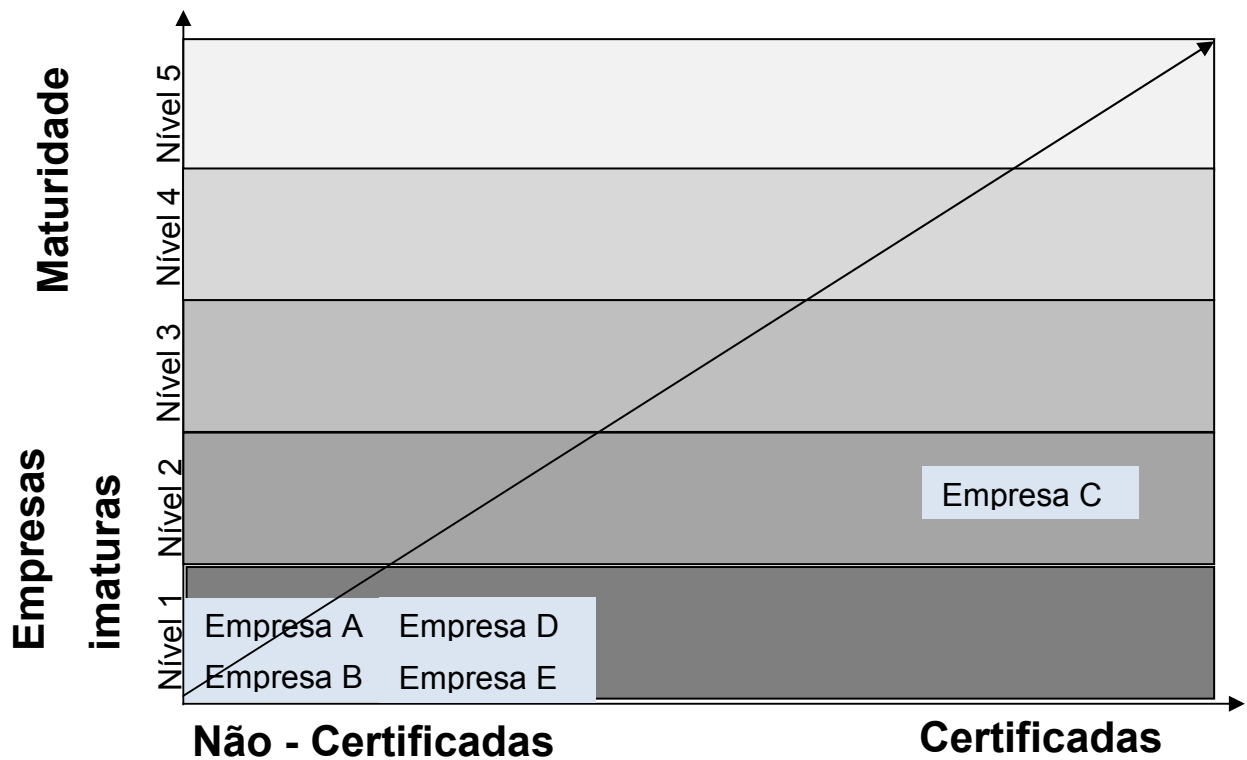 Maturidade
Empresas
imaturas
Nível 5
Nível 4
Nível 3
Nível 2
Nível 1
Empresa C
Empresa A Empresa D
Empresa B Empresa E
Não - Certificadas Certificadas